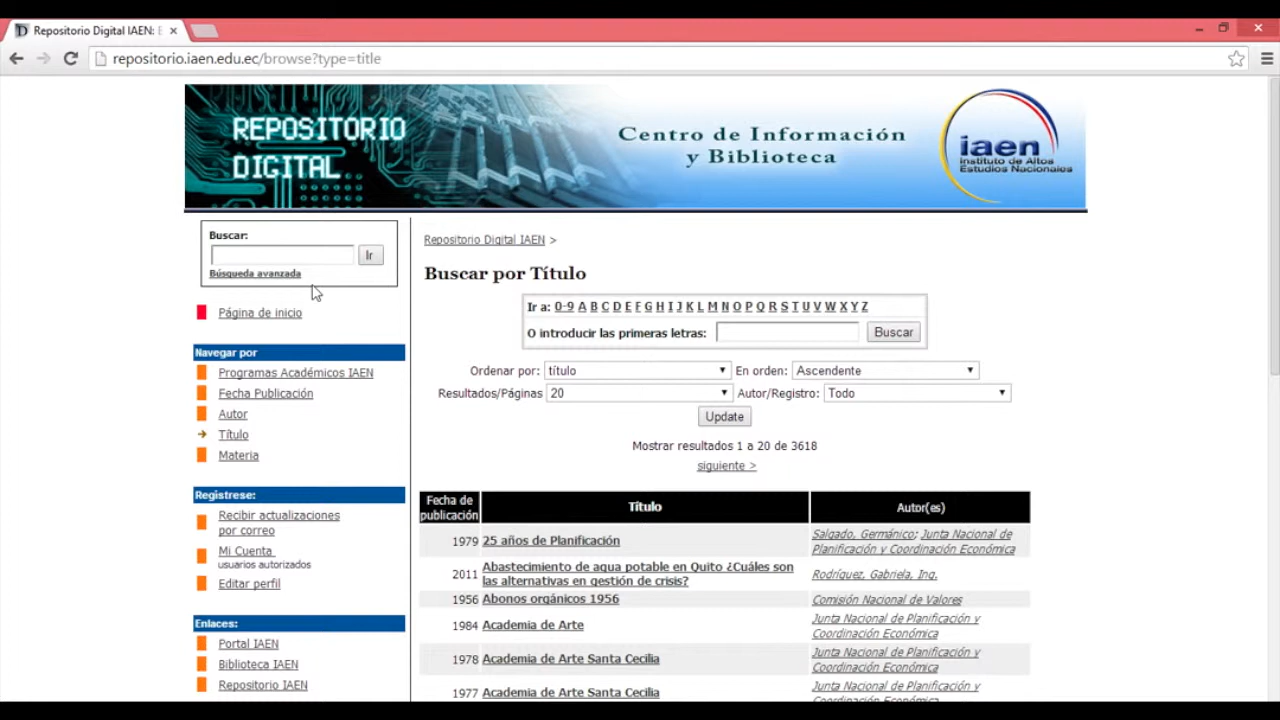 Repositorio Digital IAEN: E
repositorio.iaen.edu.ec/browse?type=title
REPOSITORIO
DIGITAL
Centro de Información
y Biblioteca
iaen
Instituto de Altos
Estudios Nacionales
Buscar:
Ir
Búsqueda avanzada
Página de inicio
Navegar por
Programas Académicos IAEN
Fecha Publicación
Autor
Título
Materia
Registrese:
Recibir actualizaciones
por correo
Mi Cuenta
usuarios autorizados
Editar perfil
Enlaces:
Portal IAEN
Biblioteca IAEN
Repositorio IAEN
Repositorio Digital IAEN >
Buscar por Título
Ir a: 0-9 A B C D E F G H I J K L M N O P Q R S T U V W X Y Z
O introducir las primeras letras: Buscar
Ordenar por: título En orden: Ascendente
Resultados/Páginas 20 Autor/Registro: Todo
Update
Mostrar resultados 1 a 20 de 3618
siguiente >
Fecha de
publicación Título Autor(es)
1979 25 años de Planificación Salgado, Germánico; Junta Nacional de
Planificación y Coordinación Económica
2011 Abastecimiento de agua potable en Quito ¿Cuáles son
las alternativas en gestión de crisis? Rodríguez, Gabriela, Ing.
1956 Abonos orgánicos 1956 Comisión Nacional de Valores
1984 Academia de Arte Junta Nacional de Planificación y
Coordinación Económica
1978 Academia de Arte Santa Cecilia Junta Nacional de Planificación y
Coordinación Económica
1977 Academia de Arte Santa Cecilia Junta Nacional de Planificación y
Coordinación Económica